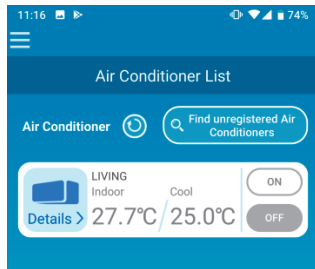 11:16 74%
Air Conditioner List
Air Conditioner
Find unregistered Air
Conditioners
LIVING
Indoor Cool
ON
Details > 27.7℃/25.0℃
OFF